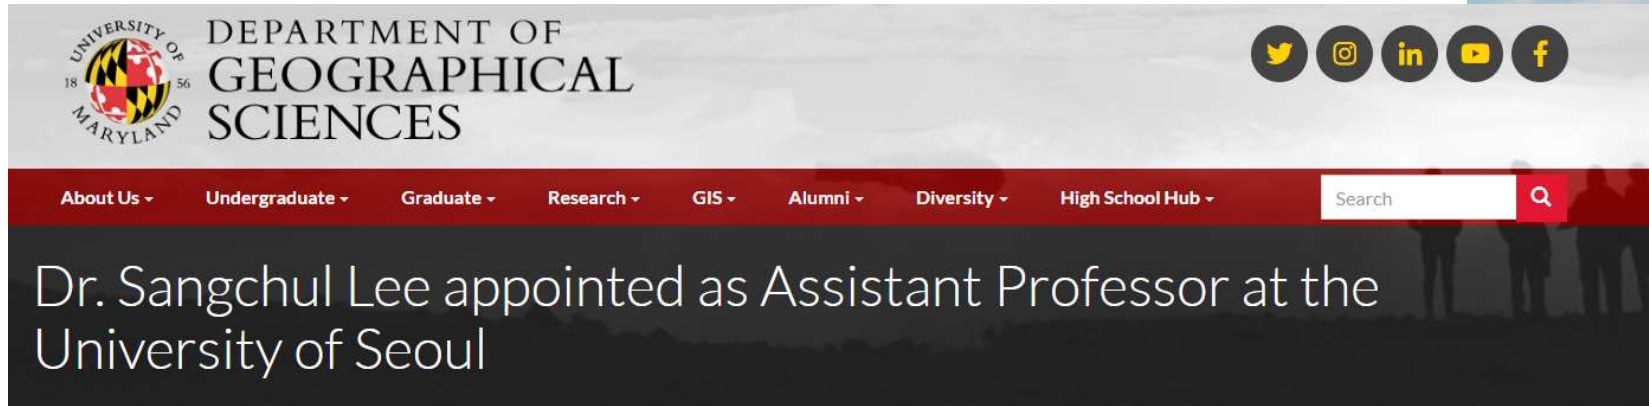 UNIVERSITY OF
18 56
MARYLAND
DEPARTMENT OF
GEOGRAPHICAL
SCIENCES
in
About Us
Undergraduate
Graduate
Research
GIS
Alumni
Diversity
High School Hub
Search
Dr. Sangchul Lee appointed as Assistant Professor at the
University of Seoul